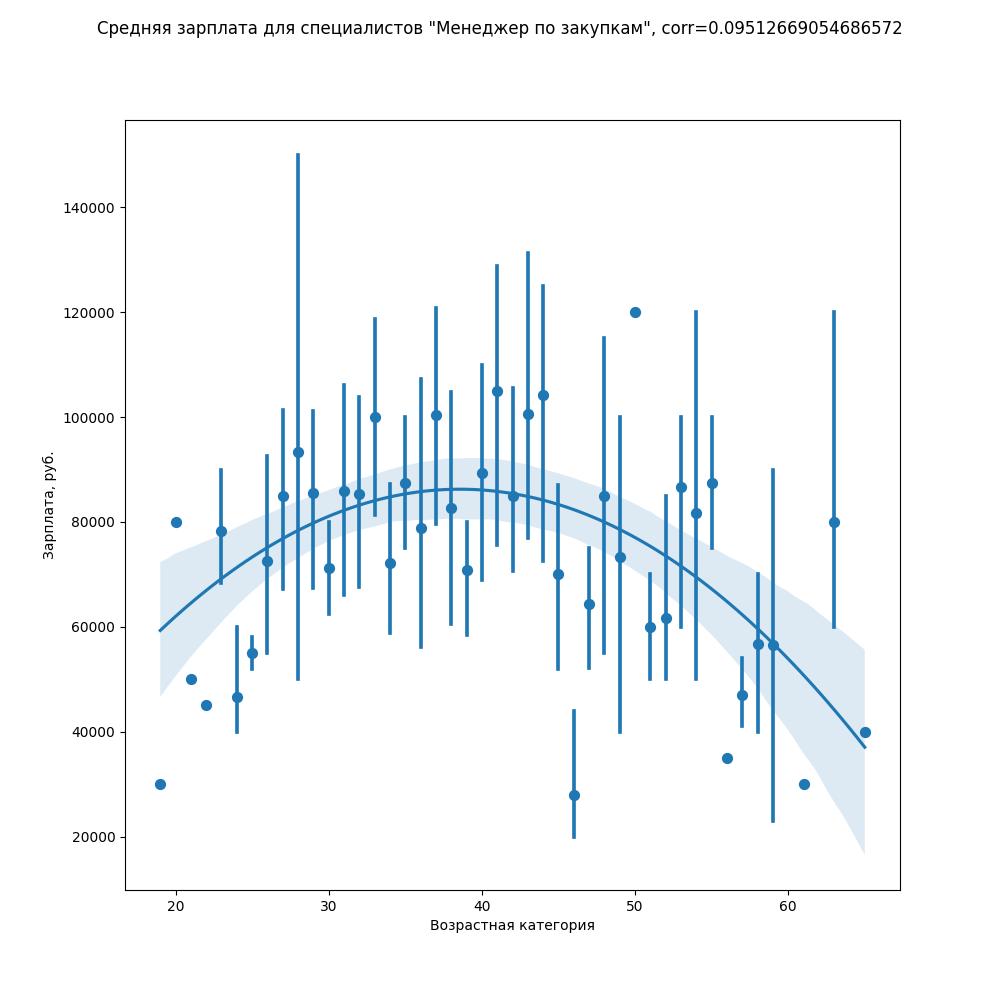 Средняя зарплата для специалистов "Менеджер по закупкам", corr=0.09512669054686572
140000
120000
100000
80000
60000
40000
20000
Зарплата, руб.
20 30 40 50 60
Возрастная категория